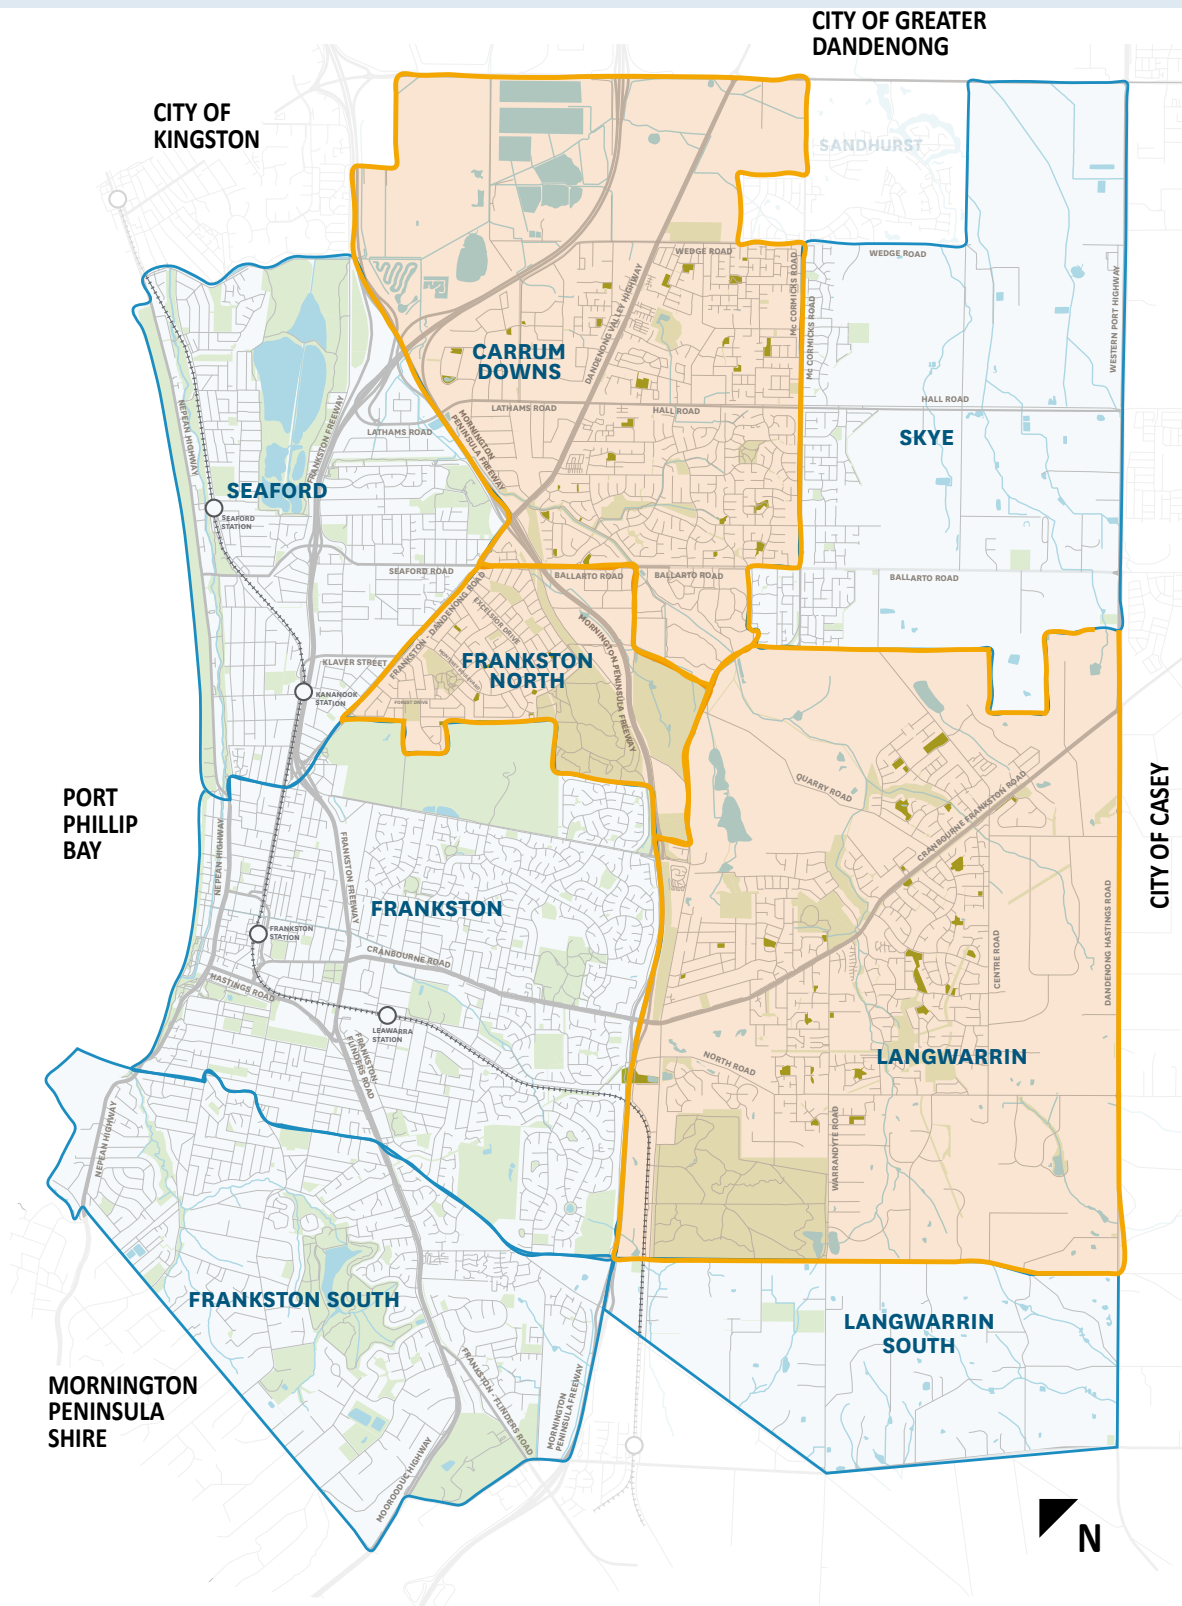 CITY OF GREATER
DANDENONG
CITY OF
KINGSTON
SANDHURST
WEDGE ROAD
WEDGE ROAD
Mc CORMICKS ROAD
Mc CORMICKS ROAD
WESTERN PORT HIGHWAY
DANDENONG VALLEY HIGHWAY
CARRUM
DOWNS
NEPEAN HIGHWAY
FRANKSTON FREEWAY
LATHAMS ROAD
LATHAMS ROAD
HALL ROAD
HALL ROAD
MORNINGTON
PENINSULA FREEWAY
SKYE
SEAFORD
SEAFORD
STATION
SEAFORD ROAD
BALLARTO ROAD
BALLARTO ROAD
BALLARTO ROAD
FRANKSTON - DANDENONG ROAD
EXCELSIOR DRIVE
MORNINGTON PENINSULA FREEWAY
KLAVER STREET
FRANKSTON
NORTH
FOREST DRIVE
KANANOOK
STATION
QUARRY ROAD
CRANBOURNE FRANKSTON ROAD
PORT
PHILLIP
BAY
CITY OF CASEY
NEPEAN HIGHWAY
FRANKSTON FREEWAY
FRANKSTON
FRANKSTON
STATION
CRANBOURNE ROAD
HASTINGS ROAD
CENTRE ROAD
DANDENONG HASTINGS ROAD
LEAWARRA
STATION
FRANKSTON-
FLINDERS ROAD
NORTH ROAD
LANGWARRIN
NEPEAN HIGHWAY
WARRANDYTE ROAD
FRANKSTON SOUTH
LANGWARRIN
SOUTH
MORNINGTON
PENINSULA
SHIRE
FRANKSTON - FLINDERS ROAD
MORNINGTON
PENINSULA FREEWAY
MOOROODUC HIGHWAY
N